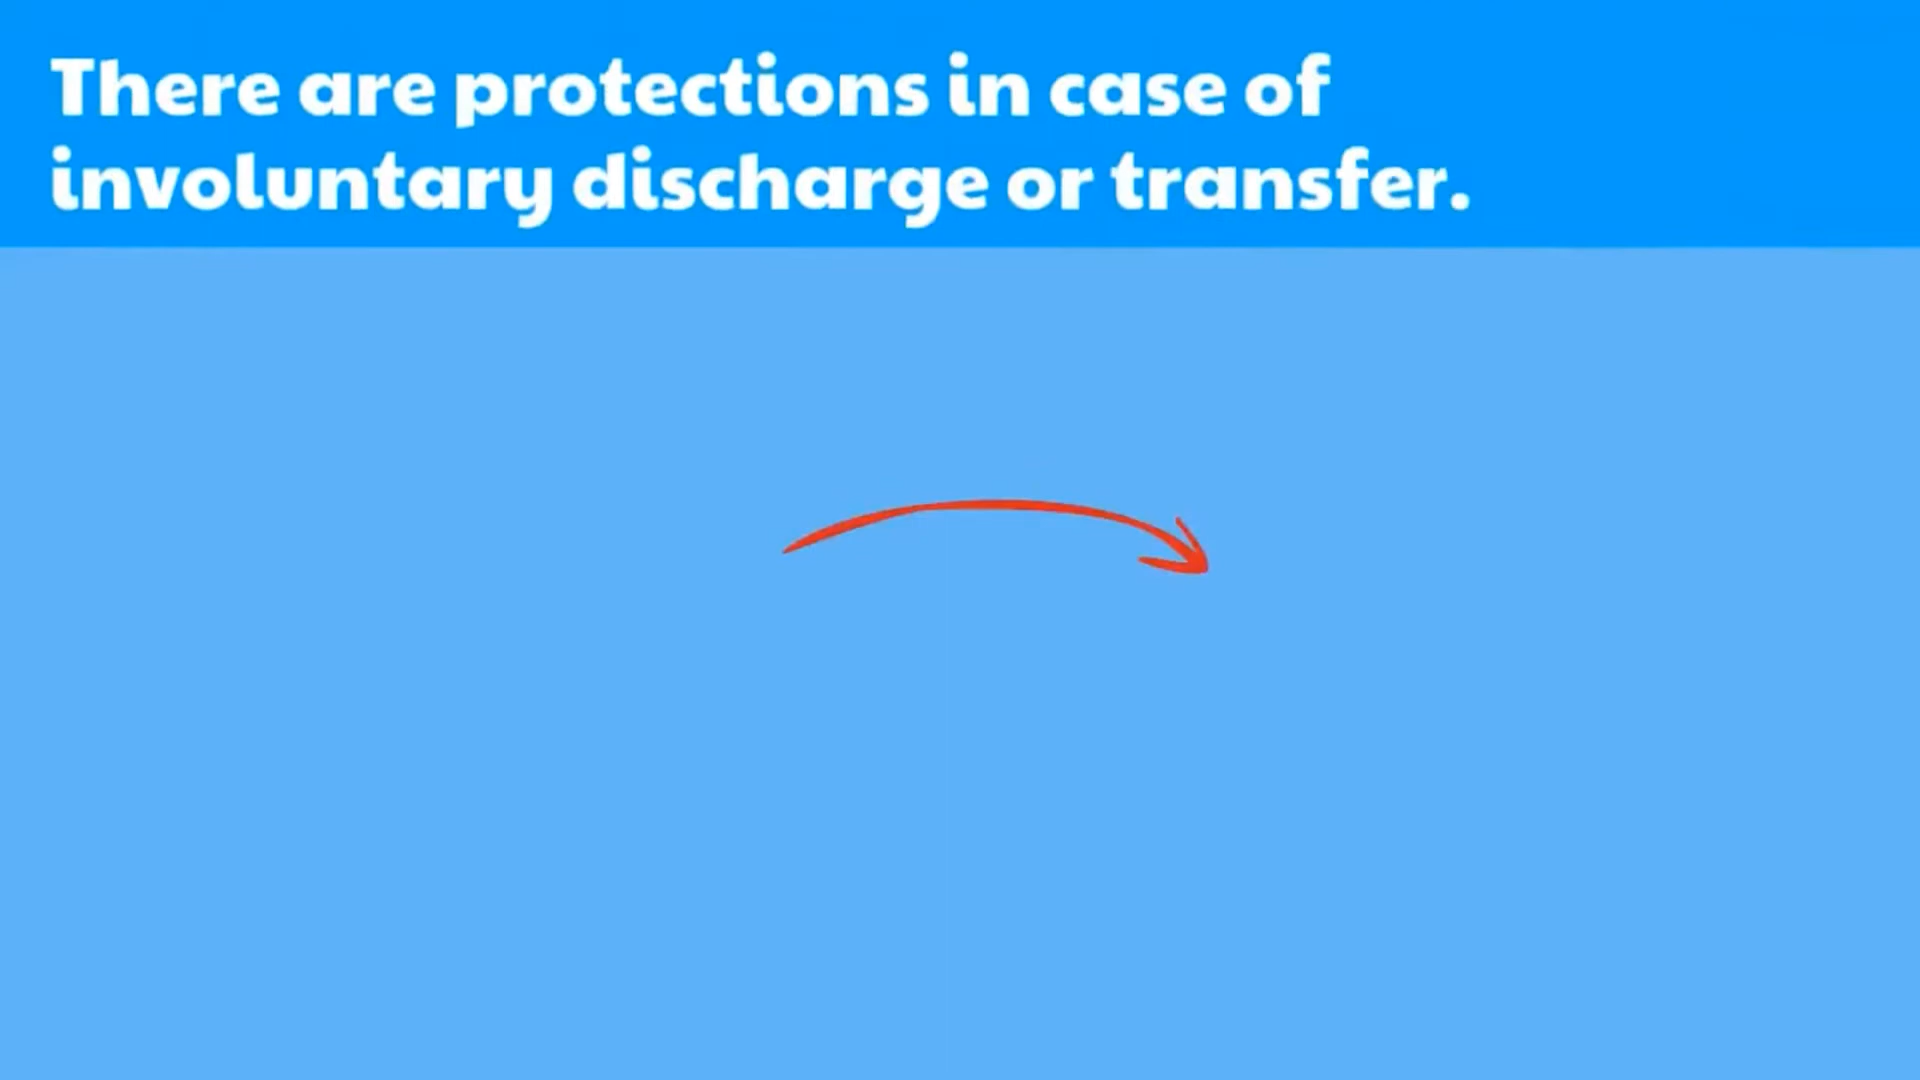 There are protections in case of
involuntary discharge or transfer.